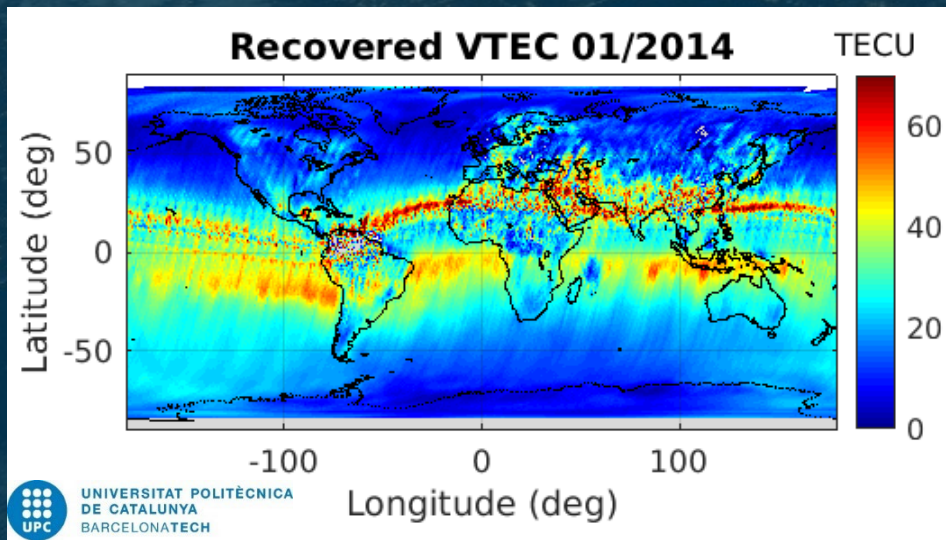 Recovered VTEC 01/2014
TECU
Latitude (deg)
50
0
-50
-100
0
100
Longitude (deg)
60
40
20
0
UPC
UNIVERSITAT POLITÈCNICA
DE CATALUNYA
BARCELONATECH